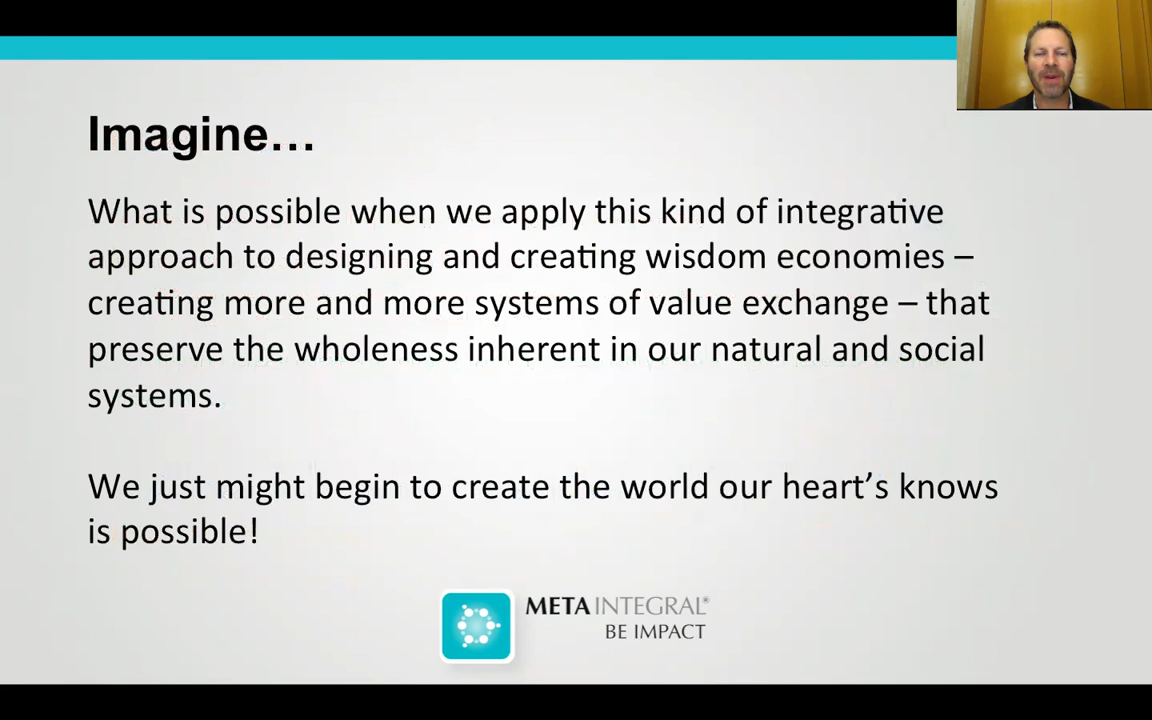 Imagine…
What is possible when we apply this kind of integrative
approach to designing and creating wisdom economies –
creating more and more systems of value exchange – that
preserve the wholeness inherent in our natural and social
systems.
We just might begin to create the world our heart’s knows
is possible!
META INTEGRAL®
BE IMPACT